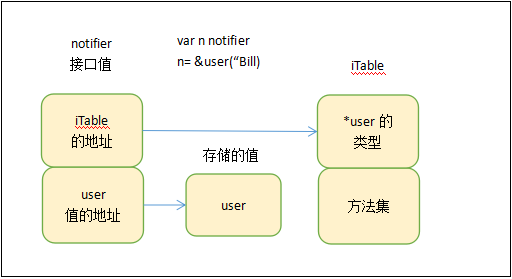 notifier
接口值
var n notifier
n= &user(“Bill)
iTable
iTable
的地址
*user 的
类型
存储的值
user
值的地址
user
方法集